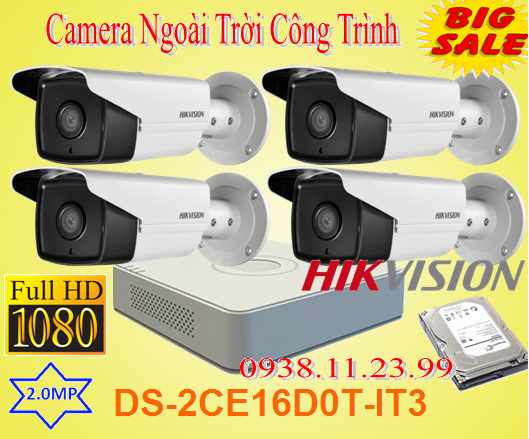 Camera Ngoài Trời Công Trình
BIG
SALE
HIKVISION
HIKVISION
HIKVISION
HIKVISION
HIKVISION
Full HD
1080
0938.11.23.99
2.0MP
DS-2CE16D0T-IT3